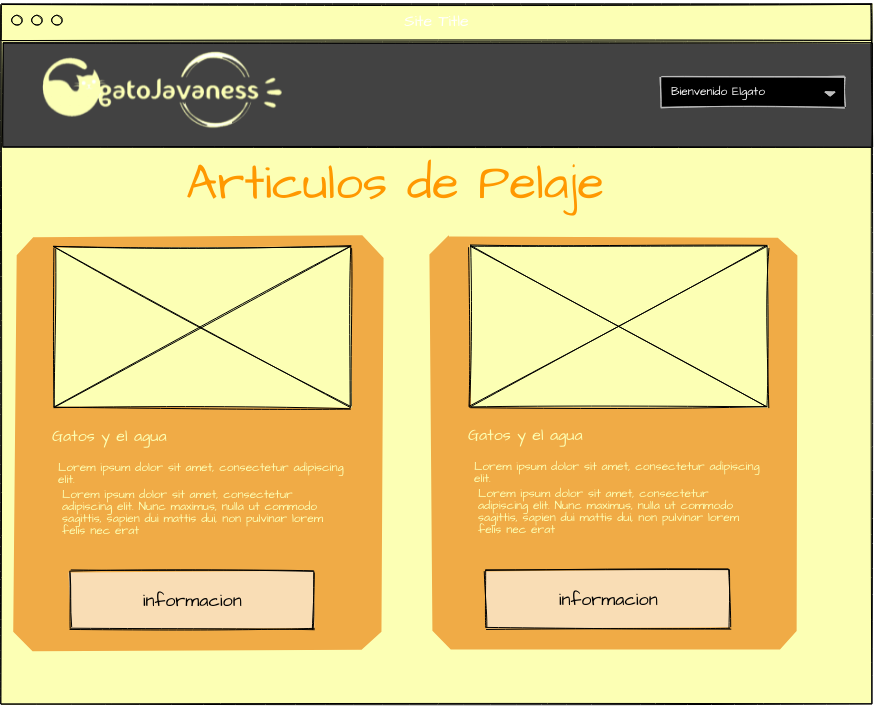 Site Title
gatoJavaness
Bienvenido Elgato
Articulos de Pelaje
Gatos y el agua
Lorem ipsum dolor sit amet, consectetur adipiscing
elit.
Lorem ipsum dolor sit amet, consectetur
adipiscing elit. Nunc maximus, nulla ut commodo
sagittis, sapien dui mattis dui, non pulvinar lorem
felis nec erat
informacion
Gatos y el agua
Lorem ipsum dolor sit amet, consectetur adipiscing
elit.
Lorem ipsum dolor sit amet, consectetur
adipiscing elit. Nunc maximus, nulla ut commodo
sagittis, sapien dui mattis dui, non pulvinar lorem
felis nec erat
informacion